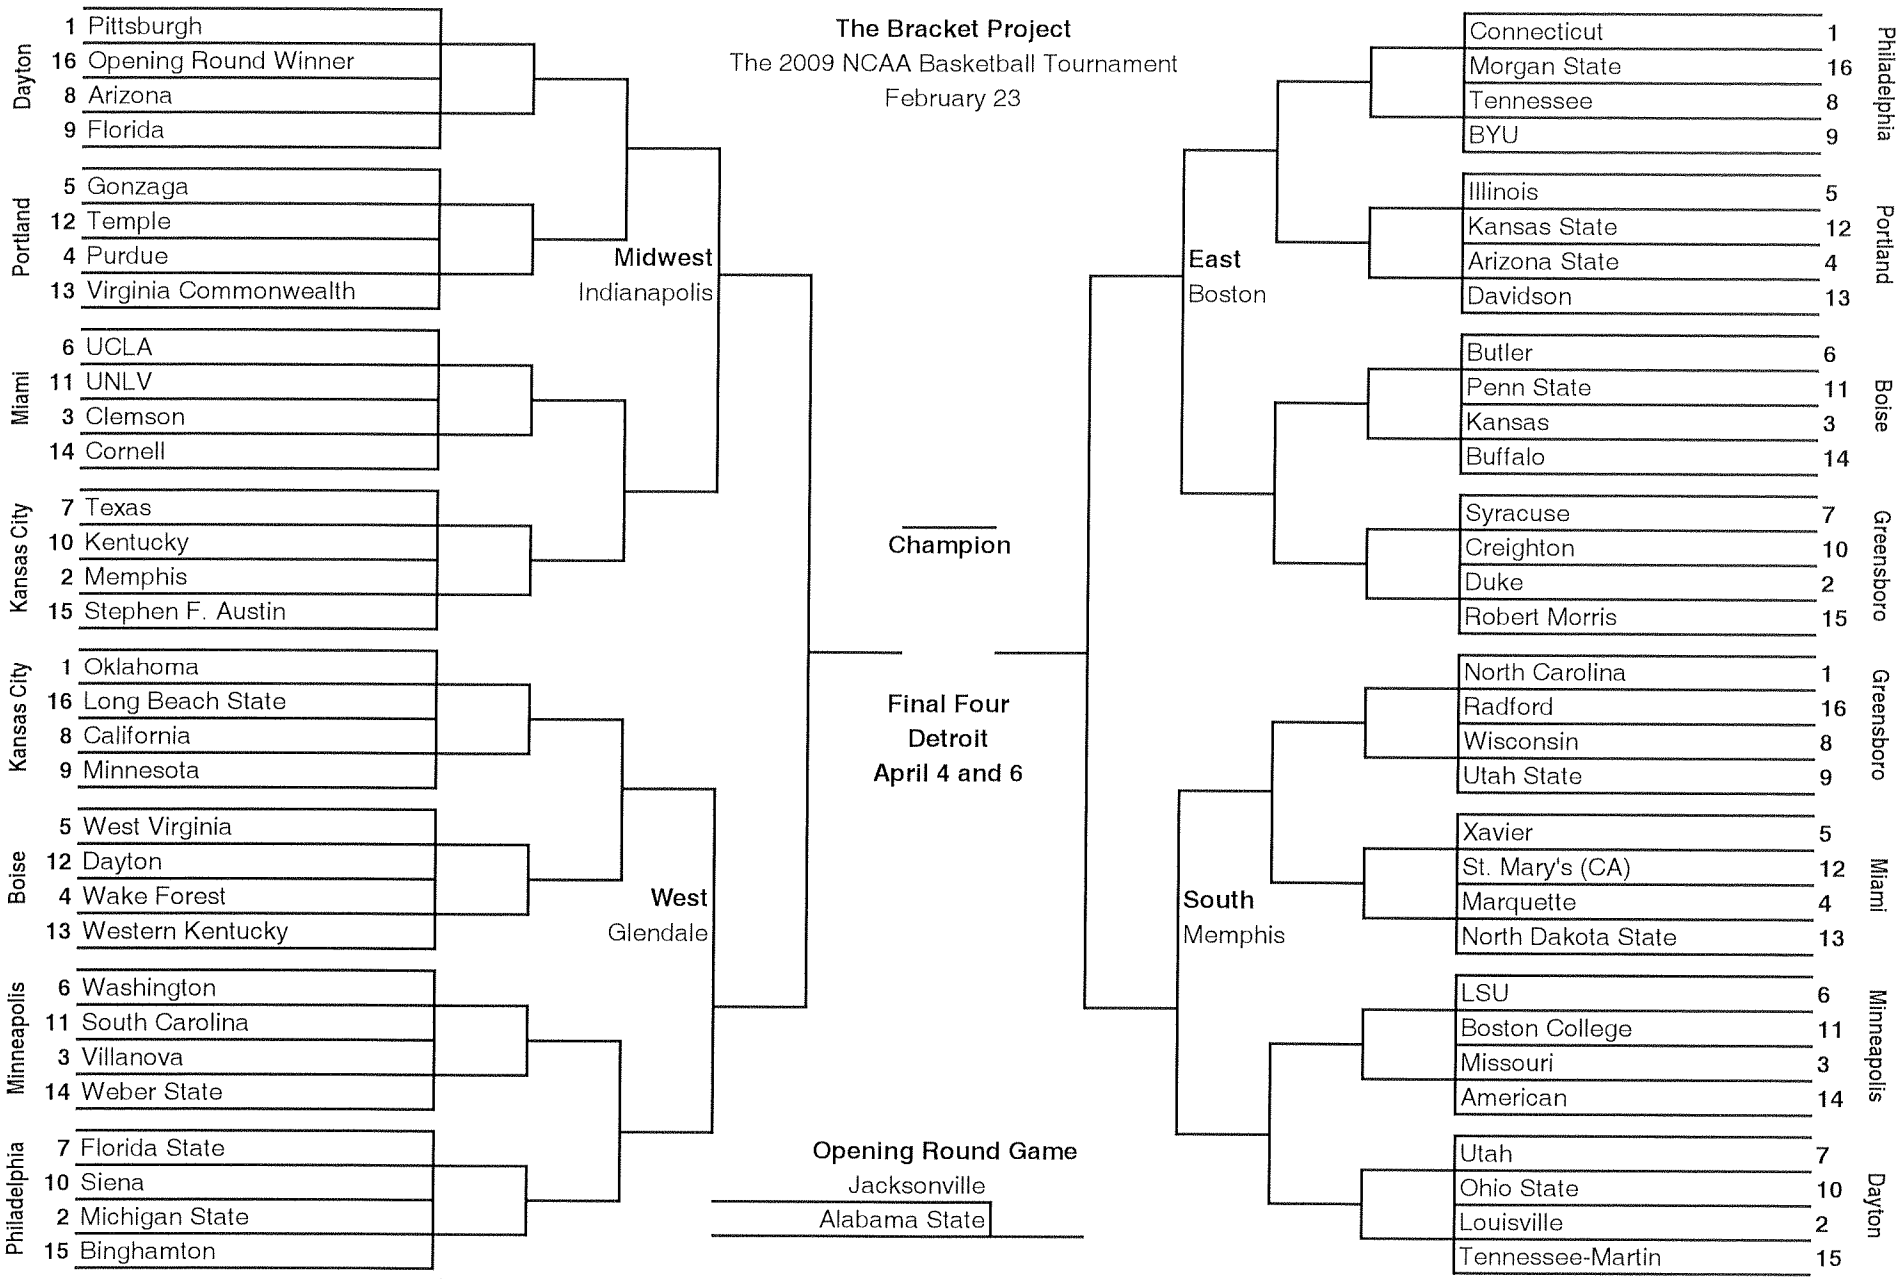 The Bracket Project
The 2009 NCAA Basketball Tournament
February 23
Dayton
1 Pittsburgh
16 Opening Round Winner
8 Arizona
9 Florida
Portland
5 Gonzaga
12 Temple
4 Purdue
13 Virginia Commonwealth
Midwest
Indianapolis
Miami
6 UCLA
11 UNLV
3 Clemson
14 Cornell
Kansas City
7 Texas
10 Kentucky
2 Memphis
15 Stephen F. Austin
Kansas City
1 Oklahoma
16 Long Beach State
8 California
9 Minnesota
Boise
5 West Virginia
12 Dayton
4 Wake Forest
13 Western Kentucky
West
Glendale
Minneapolis
6 Washington
11 South Carolina
3 Villanova
14 Weber State
Philadelphia
7 Florida State
10 Siena
2 Michigan State
15 Binghamton
Champion
Final Four
Detroit
April 4 and 6
Opening Round Game
Jacksonville
Alabama State
Connecticut 1
Morgan State 16
Tennessee 8
BYU 9
Philadelphia
Illinois 5
Kansas State 12
Arizona State 4
Davidson 13
Portland
East
Boston
Butler 6
Penn State 11
Kansas 3
Buffalo 14
Boise
Syracuse 7
Creighton 10
Duke 2
Robert Morris 15
Greensboro
North Carolina 1
Radford 16
Wisconsin 8
Utah State 9
Greensboro
Xavier 5
St. Mary's (CA) 12
Marquette 4
North Dakota State 13
Miami
South
Memphis
LSU 6
Boston College 11
Missouri 3
American 14
Minneapolis
Utah 7
Ohio State 10
Louisville 2
Tennessee-Martin 15
Dayton